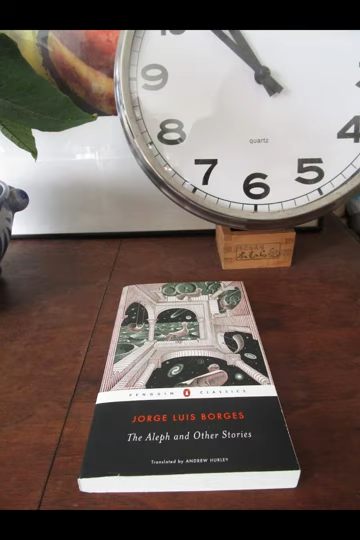 10
9
8
7
6
5
4
quartz
PENGUIN CLASSICS
JORGE LUIS BORGES
The Aleph and Other Stories
Translated by ANDREW HURLEY